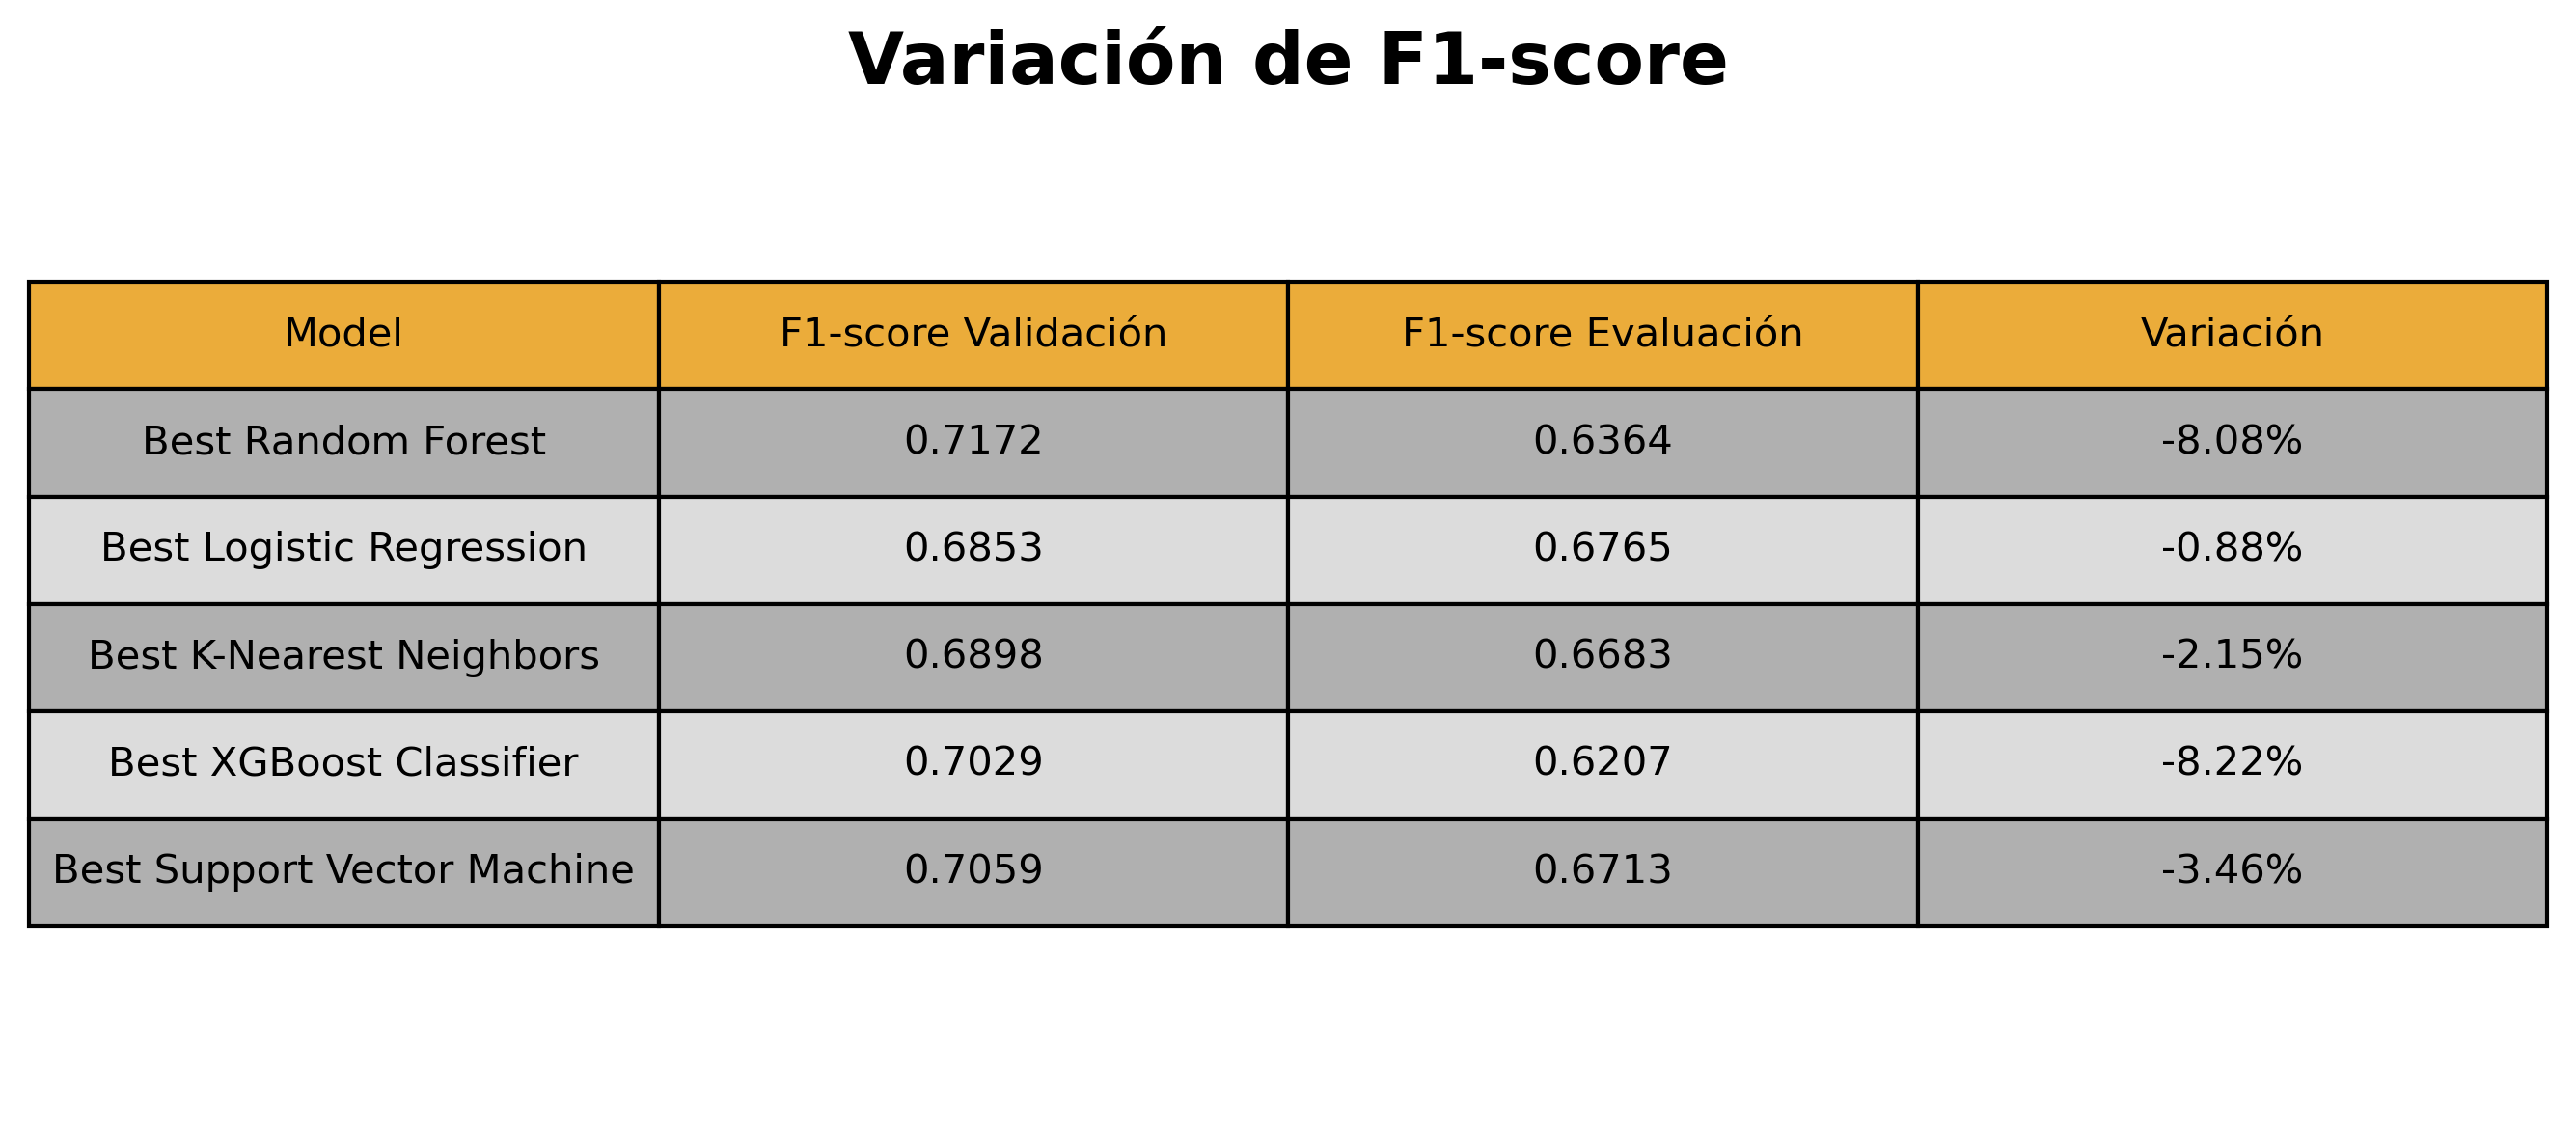 Variación de F1-score
Model F1-score Validación F1-score Evaluación Variación
Best Random Forest 0.7172 0.6364 -8.08%
Best Logistic Regression 0.6853 0.6765 -0.88%
Best K-Nearest Neighbors 0.6898 0.6683 -2.15%
Best XGBoost Classifier 0.7029 0.6207 -8.22%
Best Support Vector Machine 0.7059 0.6713 -3.46%